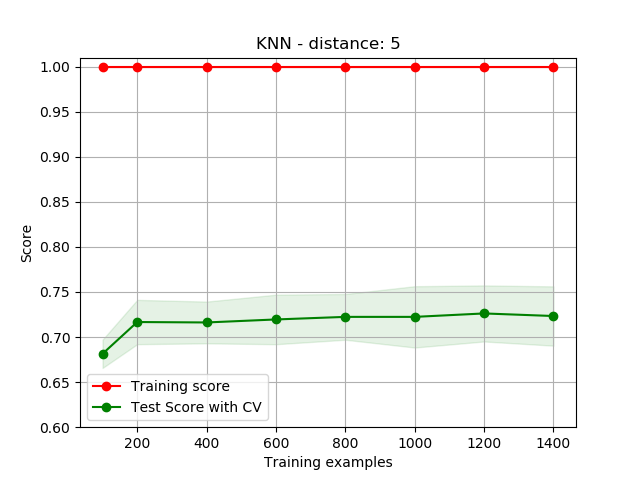 KNN - distance: 5
1.00
0.95
0.90
0.85
0.80
0.75
0.70
0.65
0.60
Score
Training score
Test Score with CV
200 400 600 800 1000 1200 1400
Training examples